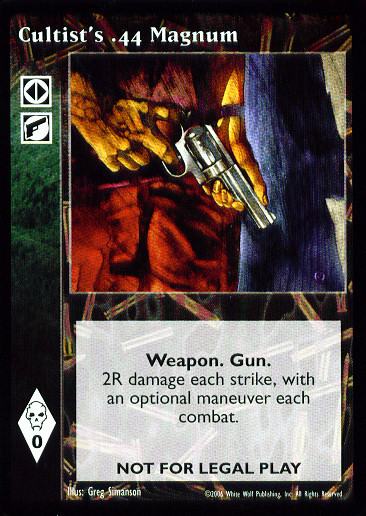 Cultist's .44 Magnum
Weapon. Gun.
2R damage each strike, with
an optional maneuver each
combat.
0
NOT FOR LEGAL PLAY
Illus: Greg Simanson
©2006 White Wolf Publishing, Inc. All Rights Reserved